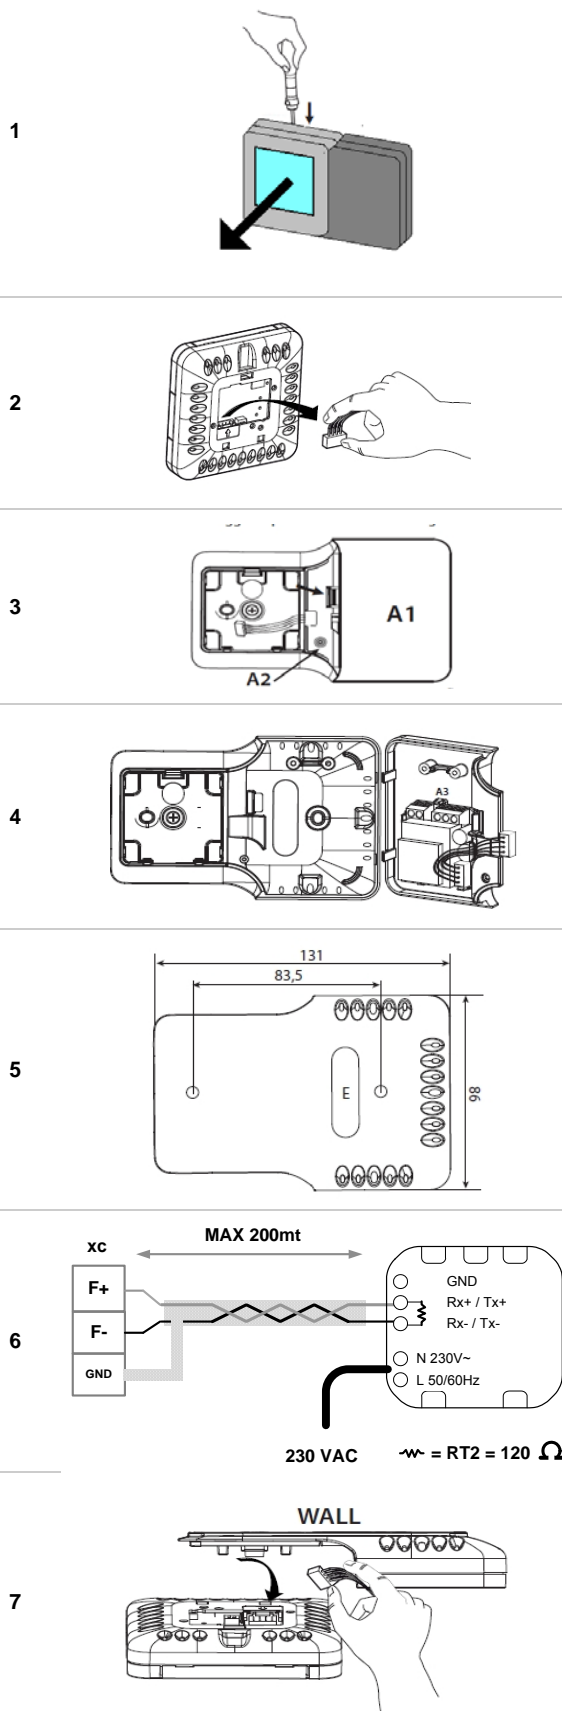 1
2
3
A1
A2
4
A3
5
131
83,5
E
98
6
xc
MAX 200mt
F+
F-
GND
GND
Rx+ / Tx+
Rx- / Tx-
N 230V~
L 50/60Hz
230 VAC
= RT2 = 120 Ω
7
WALL